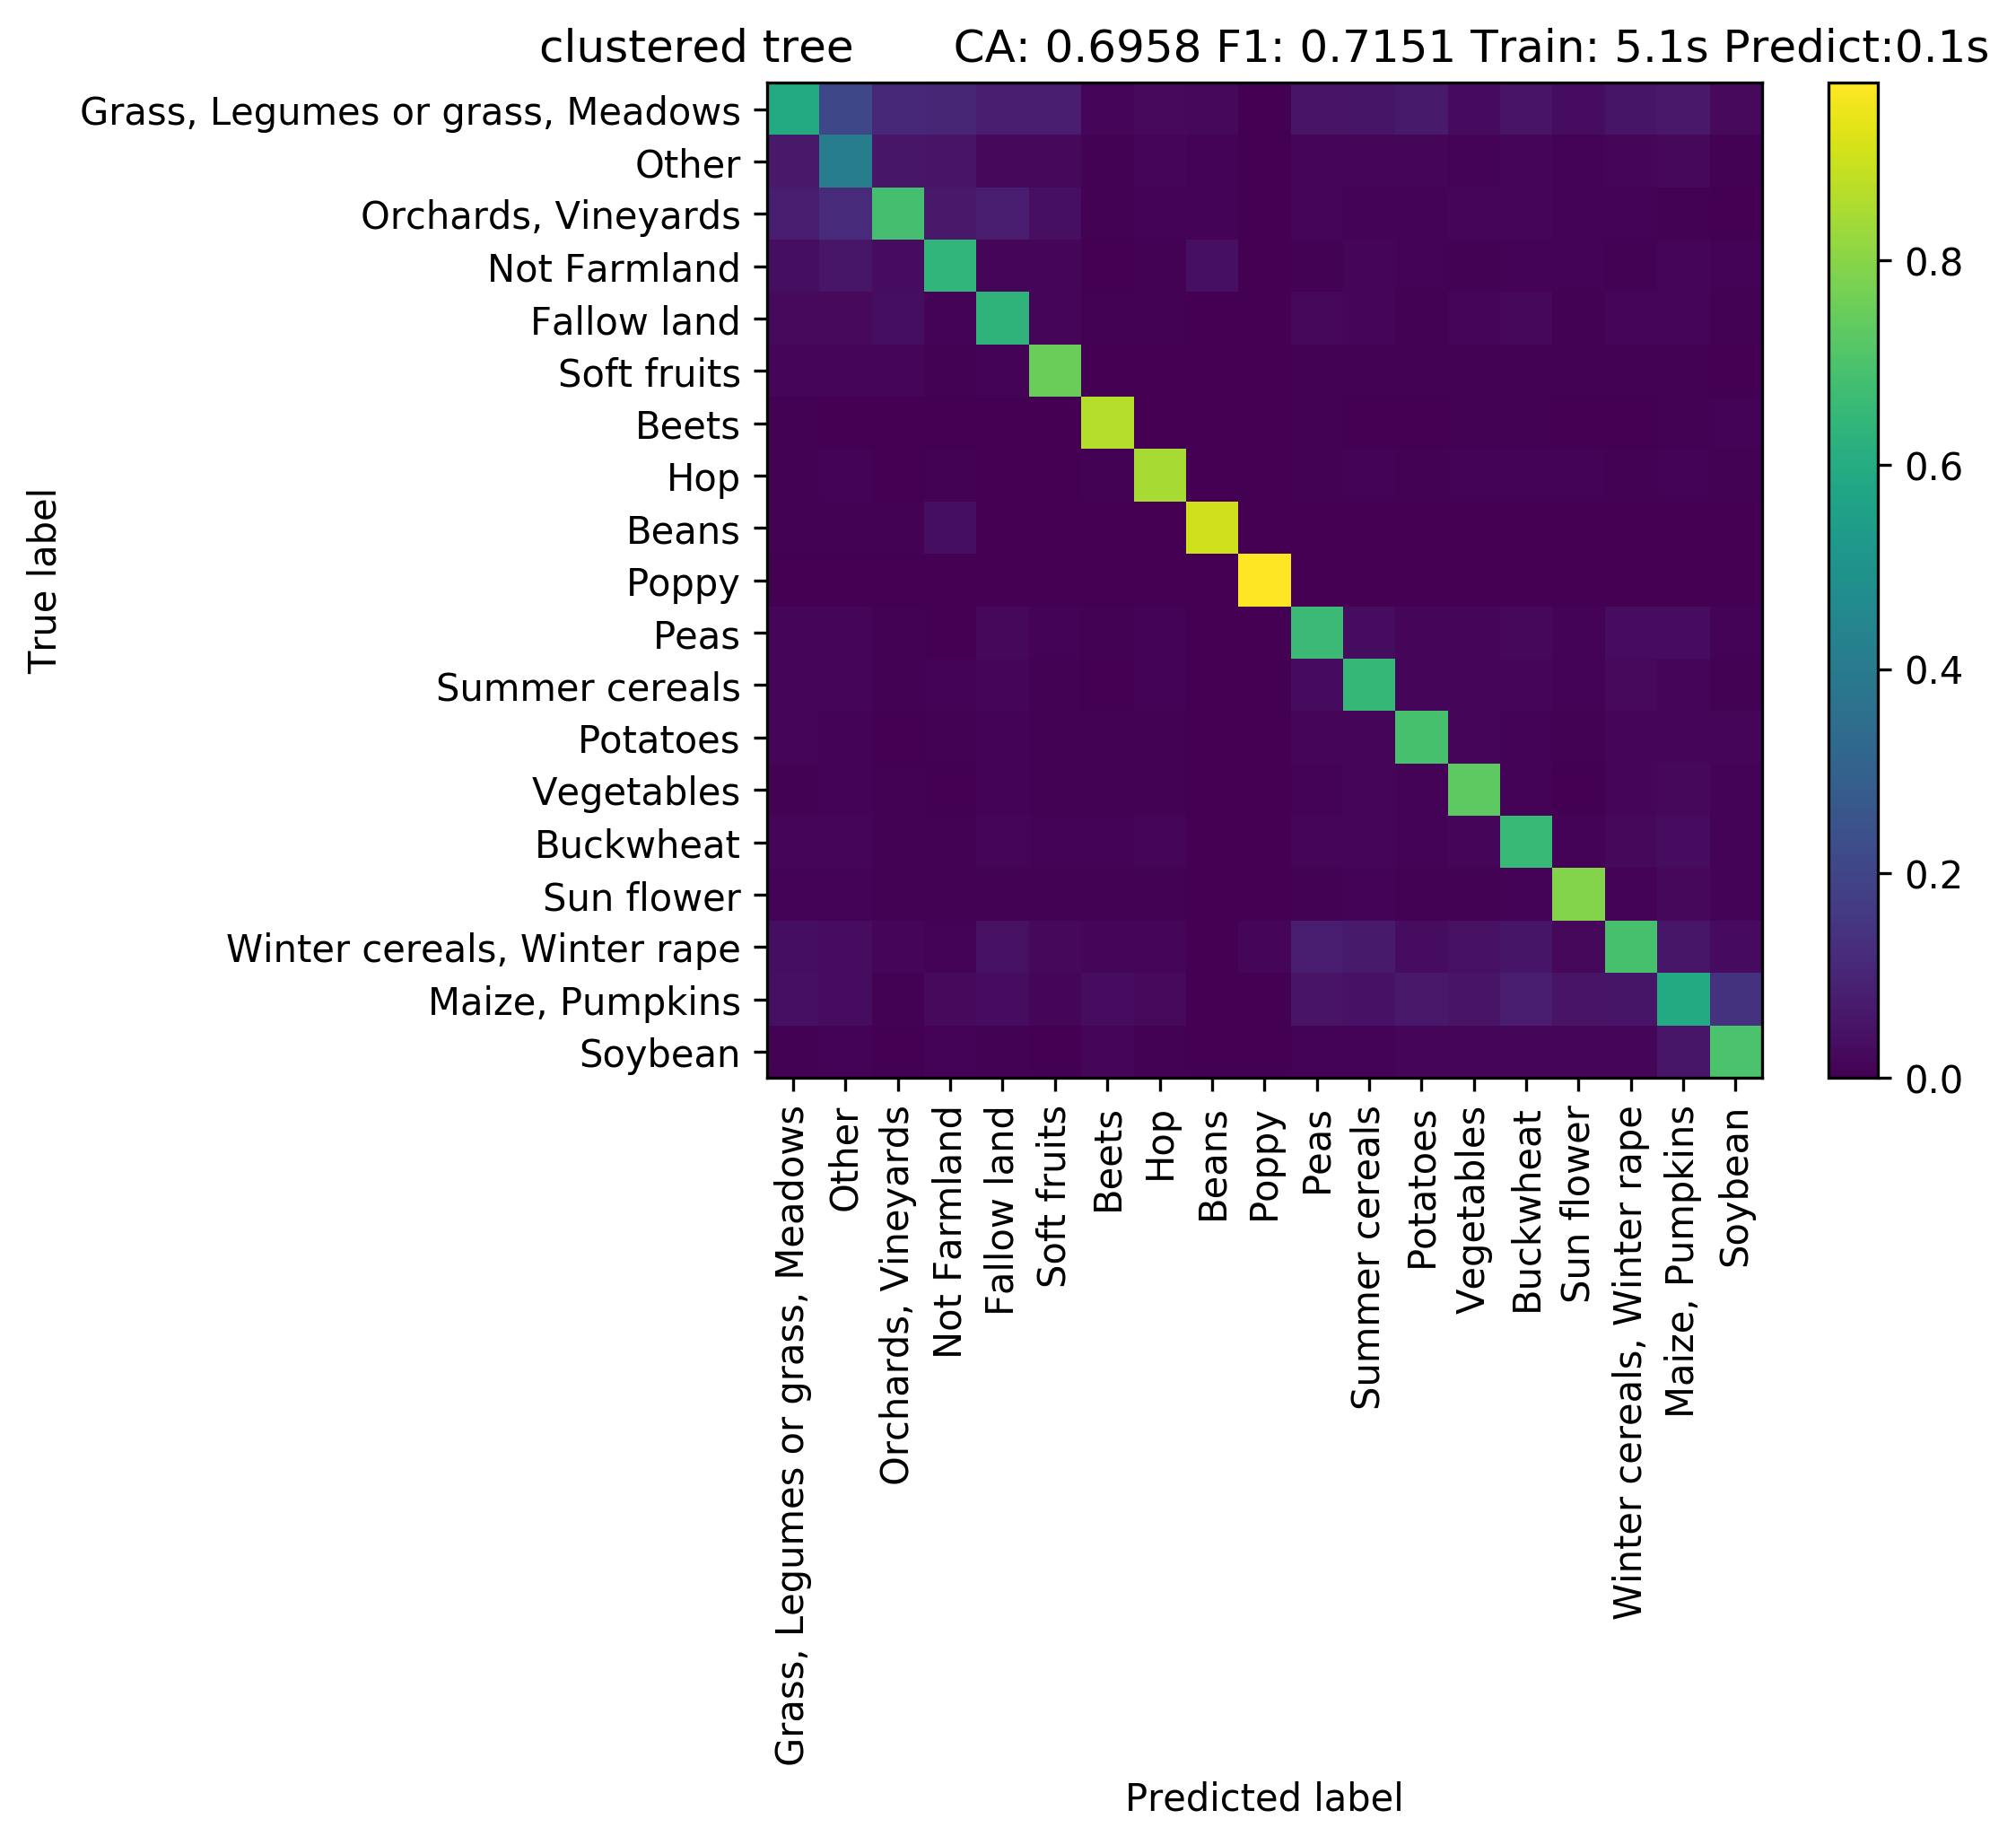 clustered tree CA: 0.6958 F1: 0.7151 Train: 5.1s Predict:0.1s
True label
Grass, Legumes or grass, Meadows
Other
Orchards, Vineyards
Not Farmland
Fallow land
Soft fruits
Beets
Hop
Beans
Poppy
Peas
Summer cereals
Potatoes
Vegetables
Buckwheat
Sun flower
Winter cereals, Winter rape
Maize, Pumpkins
Soybean
0.8
0.6
0.4
0.2
0.0
Grass, Legumes or grass, Meadows
Other
Orchards, Vineyards
Not Farmland
Fallow land
Soft fruits
Beets
Hop
Beans
Poppy
Peas
Summer cereals
Potatoes
Vegetables
Buckwheat
Sun flower
Winter cereals, Winter rape
Maize, Pumpkins
Soybean
Predicted label